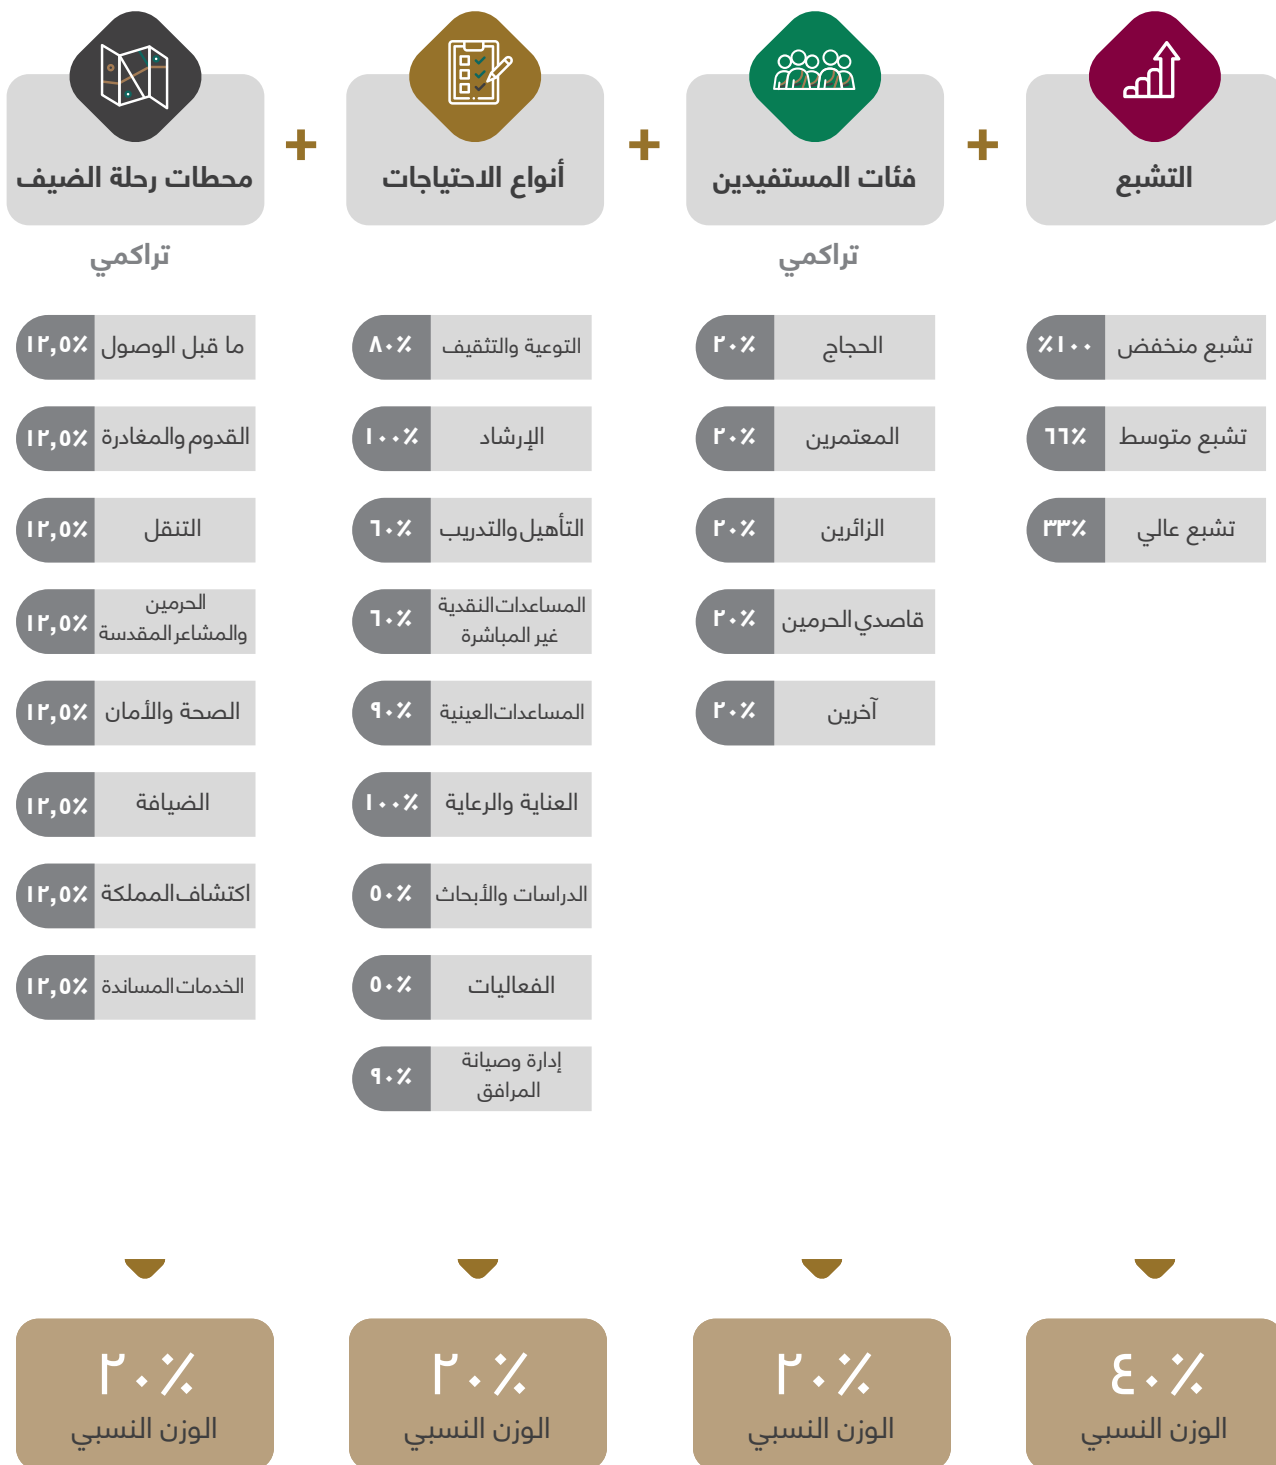 التشبع
تشبع منخفض ٪١٠٠
تشبع متوسط ٦٦٪
تشبع عالي ٣٣٪
٤٠٪
الوزن النسبي
+
فئات المستفيدين
تراكمي
الحجاج ٢٠٪
المعتمرين ٢٠٪
الزائرين ٢٠٪
قاصدي الحرمين ٢٠٪
آخرين ٢٠٪
٢٠٪
الوزن النسبي
+
أنواع الاحتياجات
التوعية والتثقيف ٨٠٪
الإرشاد ١٠٠٪
التأهيل والتدريب ٦٠٪
المساعدات النقدية
غير المباشرة ٦٠٪
المساعدات العينية ٩٠٪
العناية والرعاية ١٠٠٪
الدراسات والأبحاث ٥٠٪
الفعاليات ٥٠٪
إدارة وصيانة
المرافق ٩٠٪
٢٠٪
الوزن النسبي
+
محطات رحلة الضيف
تراكمي
ما قبل الوصول ١٢,٥٪
القدوم والمغادرة ١٢,٥٪
التنقل ١٢,٥٪
الحرمين
والمشاعر المقدسة ١٢,٥٪
الصحة والأمان ١٢,٥٪
الضيافة ١٢,٥٪
اكتشاف المملكة ١٢,٥٪
الخدمات المساندة ١٢,٥٪
٢٠٪
الوزن النسبي